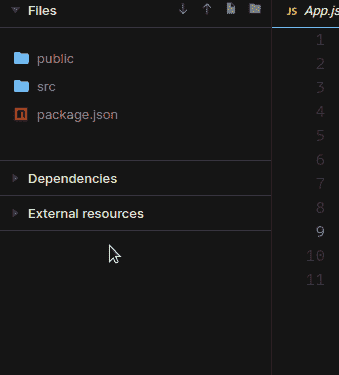 Files
JS App.js
public
src
package.json
Dependencies
External resources
1
2
3
4
5
6
7
8
9
10
11